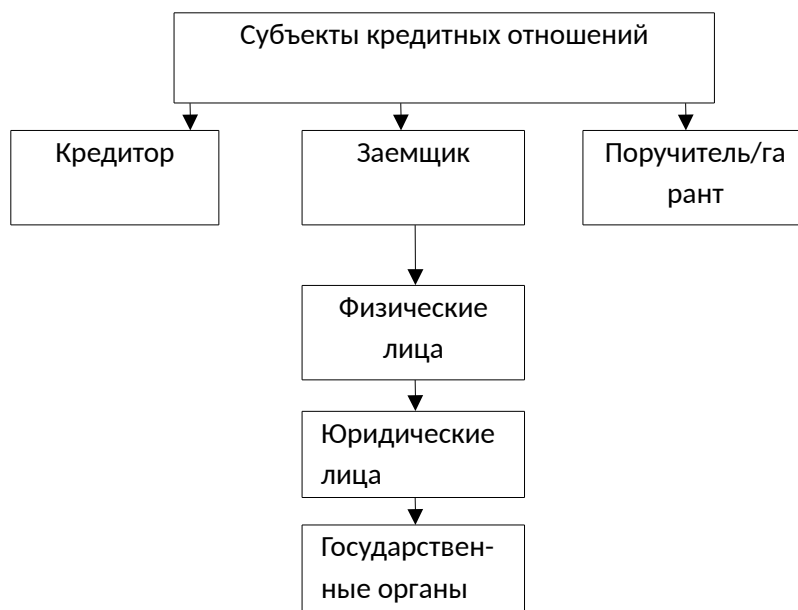 Субъекты кредитных отношений
Кредитор
Заемщик
Поручитель/га
рант
Физические
лица
Юридические
лица
Государствен-
ные органы